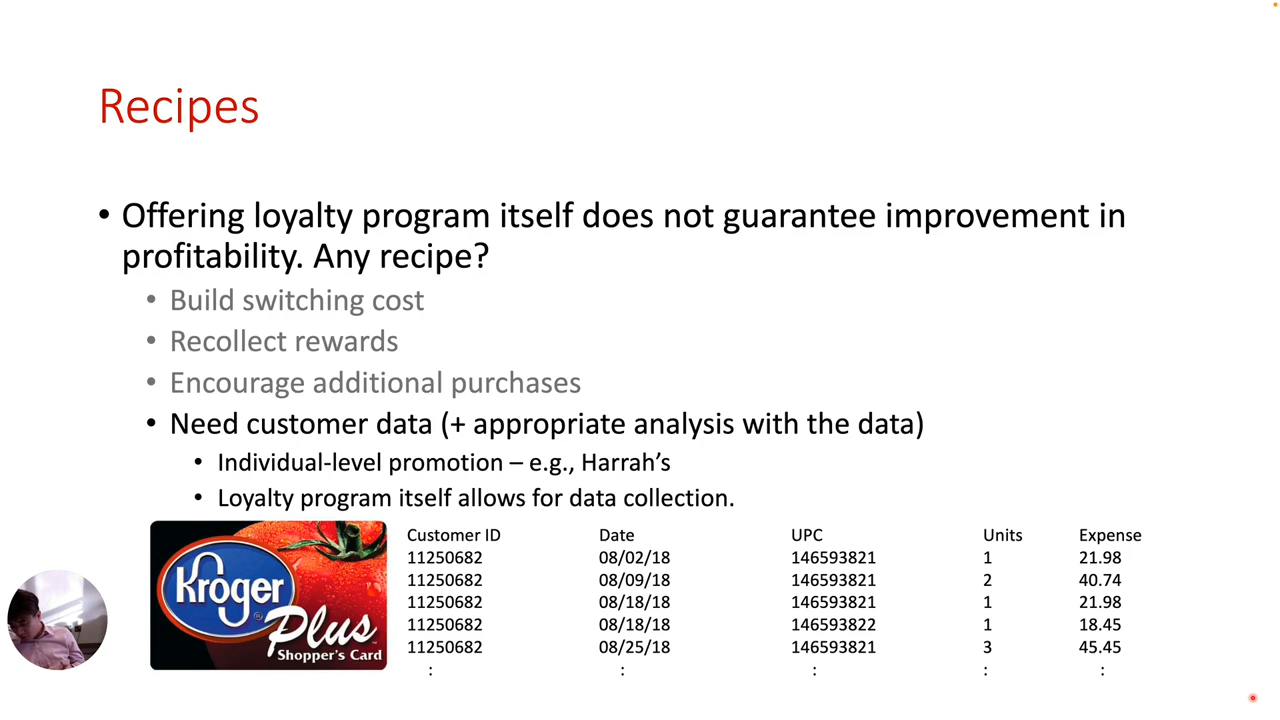 Recipes
• Offering loyalty program itself does not guarantee improvement in
profitability. Any recipe?
• Build switching cost
• Recollect rewards
• Encourage additional purchases
• Need customer data (+ appropriate analysis with the data)
• Individual-level promotion – e.g., Harrah’s
• Loyalty program itself allows for data collection.
Kroger ®
Plus
Shopper's Card
Customer ID Date UPC Units Expense
11250682 08/02/18 146593821 1 21.98
11250682 08/09/18 146593821 2 40.74
11250682 08/18/18 146593821 1 21.98
11250682 08/18/18 146593822 1 18.45
11250682 08/25/18 146593821 3 45.45
: : : : :